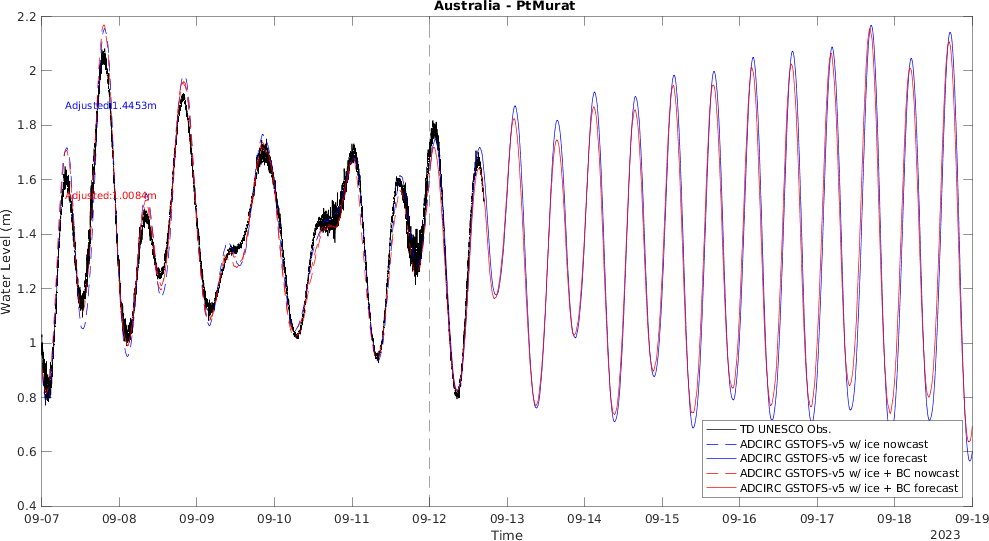 Australia - PtMurat
2.2
2
1.8
1.6
1.4
1.2
1
0.8
0.6
0.4
Water Level (m)
Adjusted:1.4453m
Adjusted:1.0084m
TD UNESCO Obs.
ADCIRC GSTOFS-v5 w/ ice nowcast
ADCIRC GSTOFS-v5 w/ ice forecast
ADCIRC GSTOFS-v5 w/ ice + BC nowcast
ADCIRC GSTOFS-v5 w/ ice + BC forecast
09-07 09-08 09-09 09-10 09-11 09-12 09-13 09-14 09-15 09-16 09-17 09-18 09-19
Time
2023